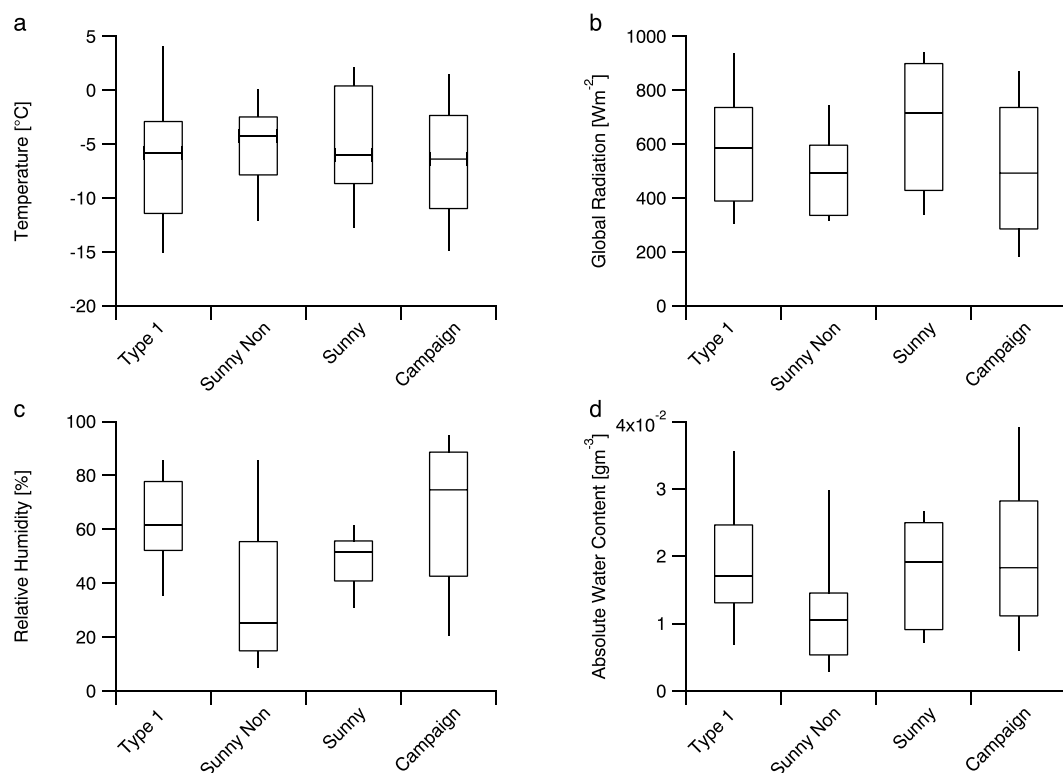 a
5
0
-5
-10
-15
-20
Temperature [°C]
Type 1
Sunny Non
Sunny
Campaign
b
1000
800
600
400
200
0
Global Radiation [Wm⁻²]
Type 1
Sunny Non
Sunny
Campaign
c
100
80
60
40
20
0
Relative Humidity [%]
Type 1
Sunny Non
Sunny
Campaign
d
4x10⁻²
3
2
1
0
Absolute Water Content [gm⁻³]
Type 1
Sunny Non
Sunny
Campaign